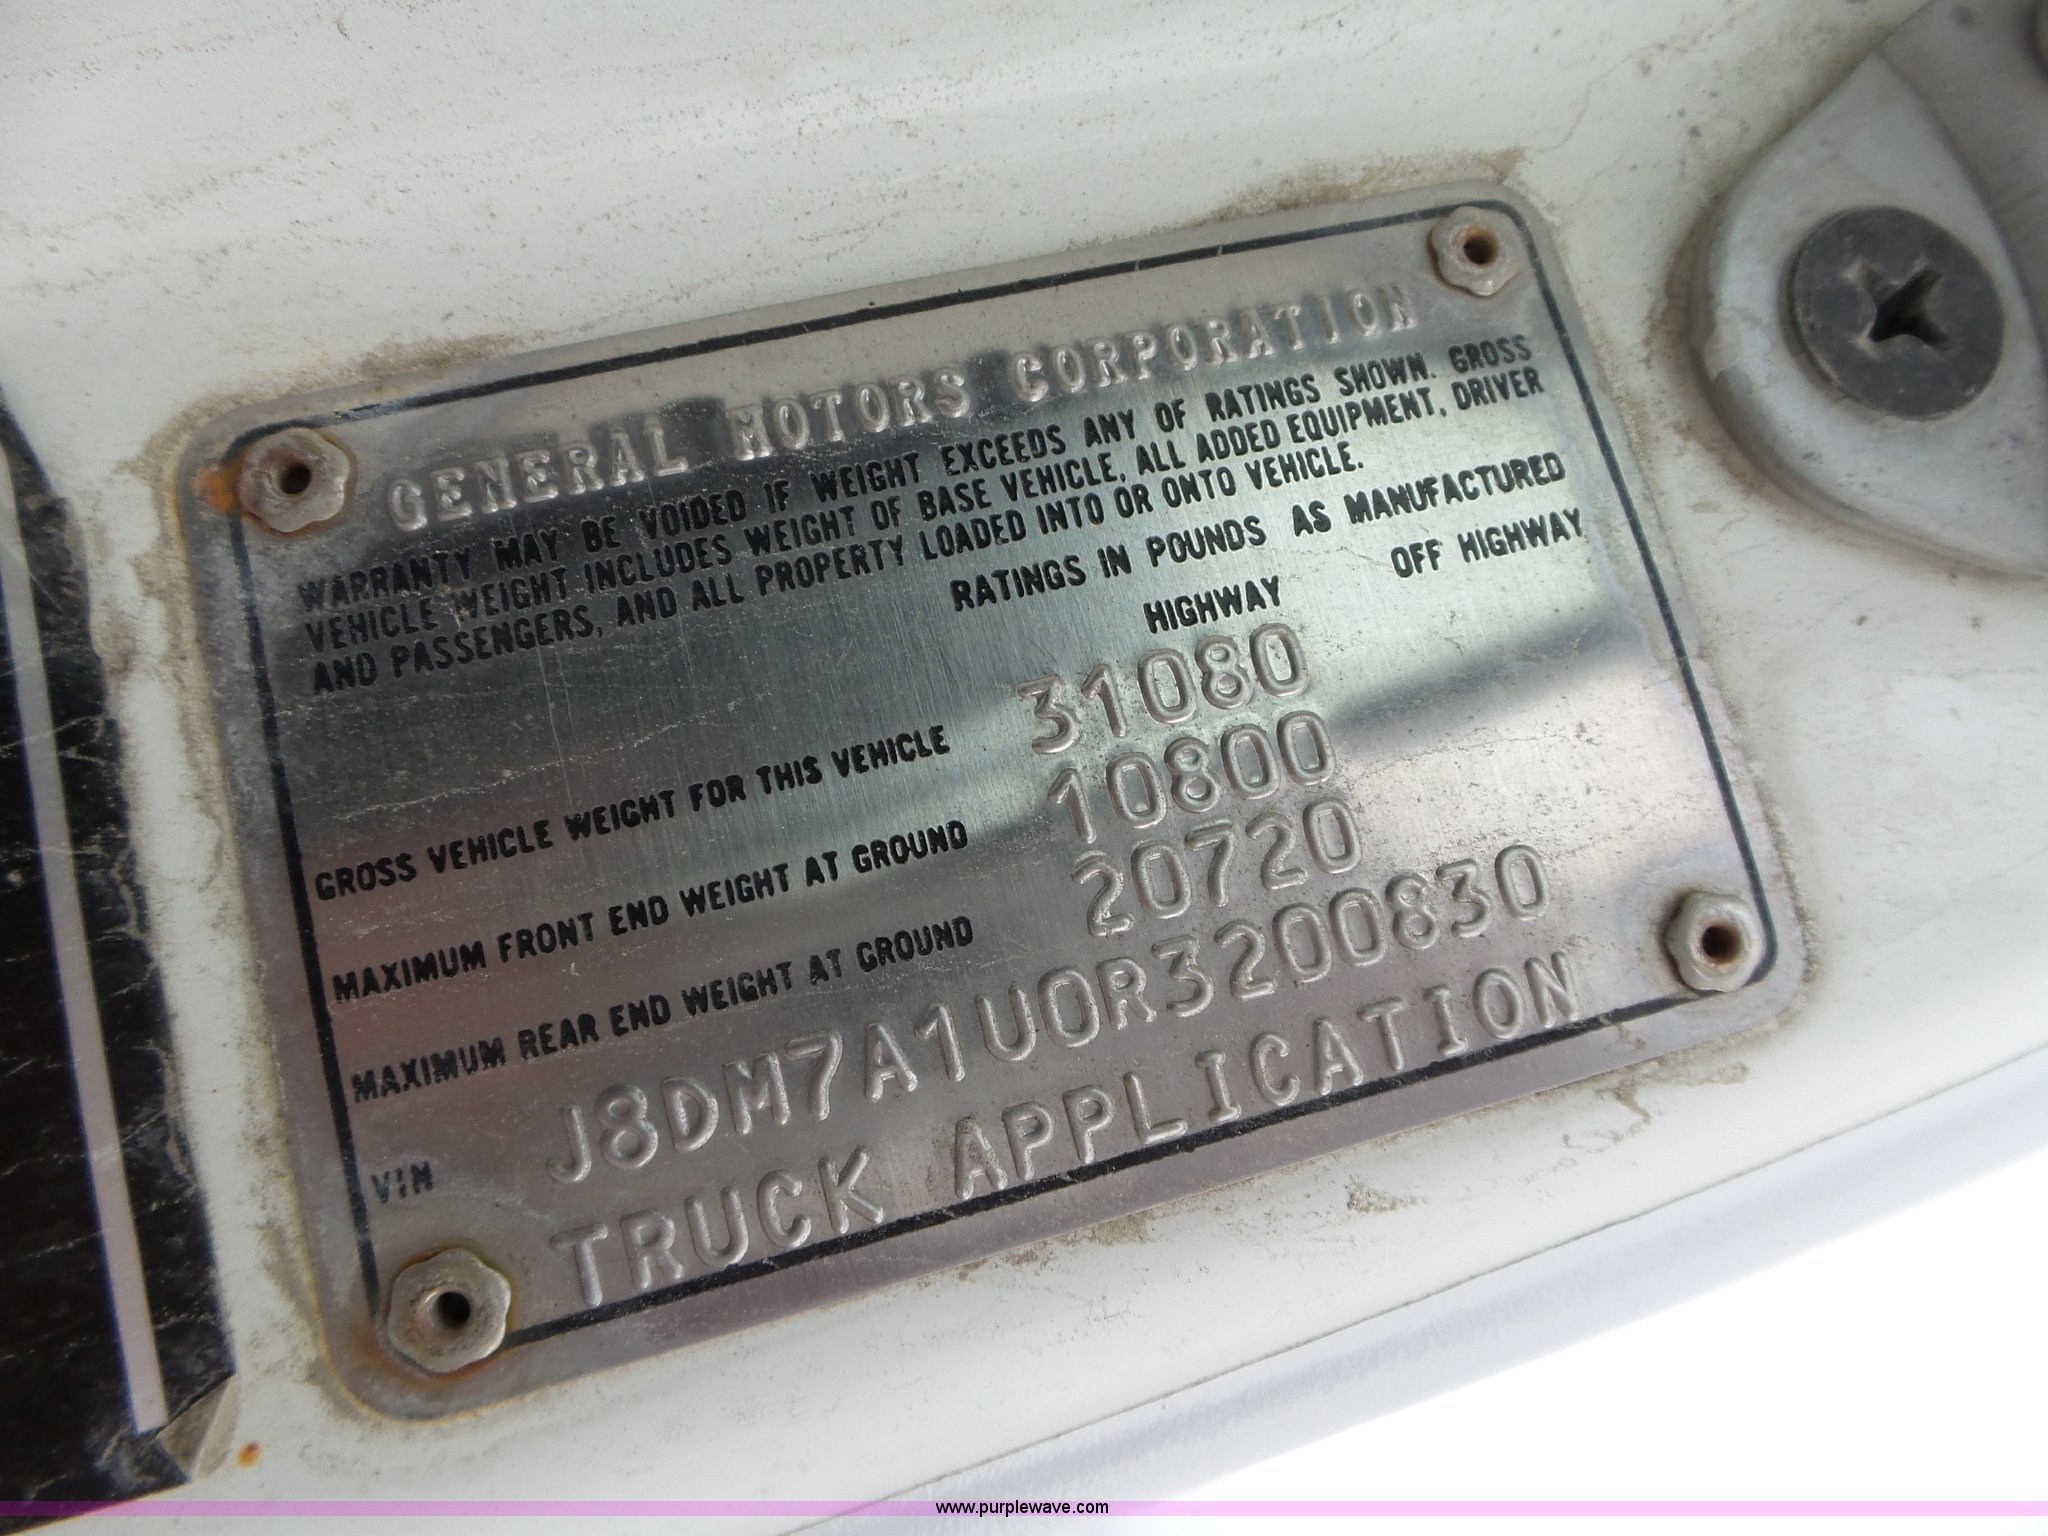 GENERAL MOTORS CORPORATION
WARRANTY MAY BE VOIDED IF WEIGHT EXCEEDS ANY OF RATINGS SHOWN. GROSS
VEHICLE WEIGHT INCLUDES WEIGHT OF BASE VEHICLE, ALL ADDED EQUIPMENT, DRIVER
AND PASSENGERS, AND ALL PROPERTY LOADED INTO OR ONTO VEHICLE.
RATINGS IN POUNDS AS MANUFACTURED
HIGHWAY OFF HIGHWAY
GROSS VEHICLE WEIGHT FOR THIS VEHICLE 31080
MAXIMUM FRONT END WEIGHT AT GROUND 10800
MAXIMUM REAR END WEIGHT AT GROUND 20720
VIN J8DM7A1U0R3200830
TRUCK APPLICATION
www.purplewave.com